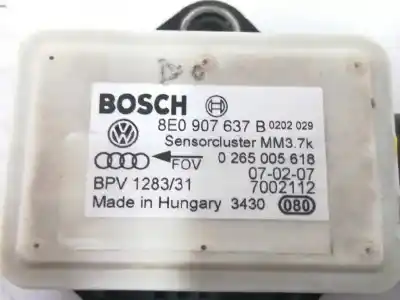 BOSCH
8E0 907 637 B 0202 029
Sensorcluster MM3.7k
FOV 0 265 005 618
07-02-07
BPV 1283/31 7002112
Made in Hungary 3430 080